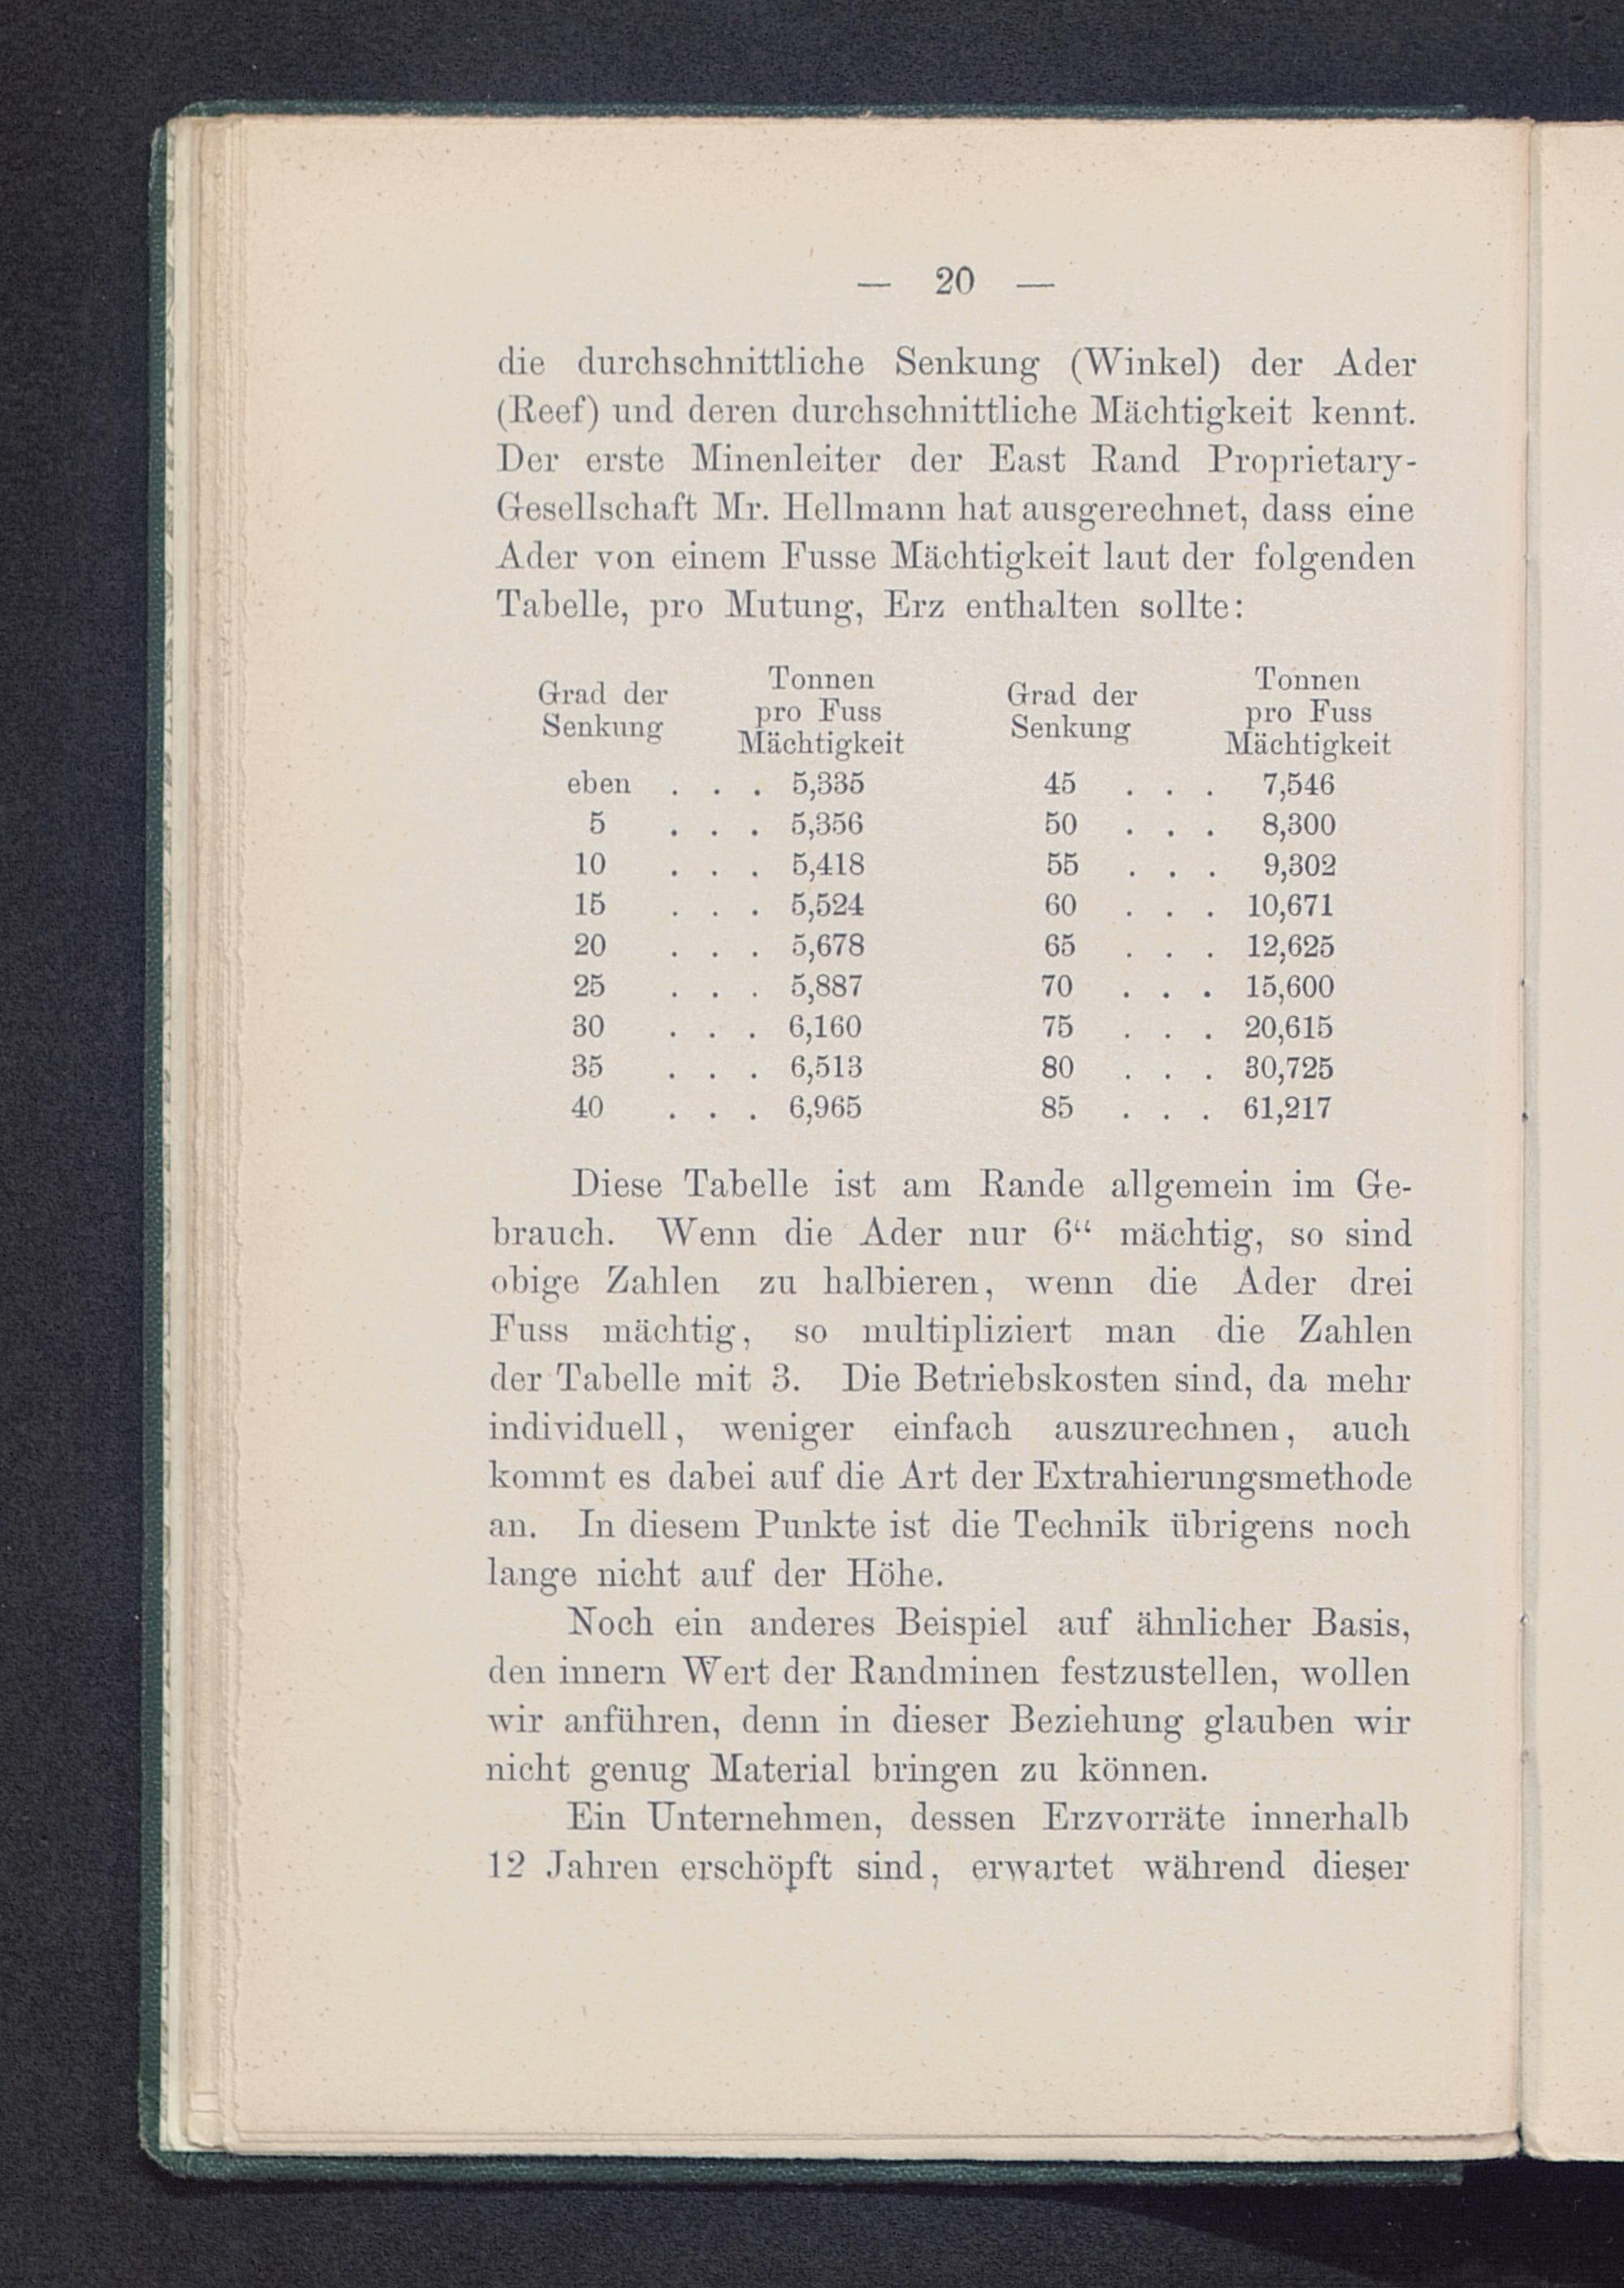 — 20 —
die durchschnittliche Senkung (Winkel) der Ader
(Reef) und deren durchschnittliche Mächtigkeit kennt.
Der erste Minenleiter der East Rand Proprietary-
Gesellschaft Mr. Hellmann hat ausgerechnet, dass eine
Ader von einem Fusse Mächtigkeit laut der folgenden
Tabelle, pro Mutung, Erz enthalten sollte:
Grad der Senkung Tonnen pro Fuss Mächtigkeit Grad der Senkung Tonnen pro Fuss Mächtigkeit
eben . . . 5,335 45 . . . 7,546
5 . . . 5,356 50 . . . 8,300
10 . . . 5,418 55 . . . 9,302
15 . . . 5,524 60 . . . 10,671
20 . . . 5,678 65 . . . 12,625
25 . . . 5,887 70 . . . 15,600
30 . . . 6,160 75 . . . 20,615
35 . . . 6,513 80 . . . 30,725
40 . . . 6,965 85 . . . 61,217
Diese Tabelle ist am Rande allgemein im Ge-
brauch. Wenn die Ader nur 6“ mächtig, so sind
obige Zahlen zu halbieren, wenn die Ader drei
Fuss mächtig, so multipliziert man die Zahlen
der Tabelle mit 3. Die Betriebskosten sind, da mehr
individuell, weniger einfach auszurechnen, auch
kommt es dabei auf die Art der Extrahierungsmethode
an. In diesem Punkte ist die Technik übrigens noch
lange nicht auf der Höhe.
Noch ein anderes Beispiel auf ähnlicher Basis,
den innern Wert der Randminen festzustellen, wollen
wir anführen, denn in dieser Beziehung glauben wir
nicht genug Material bringen zu können.
Ein Unternehmen, dessen Erzvorräte innerhalb
12 Jahren erschöpft sind, erwartet während dieser